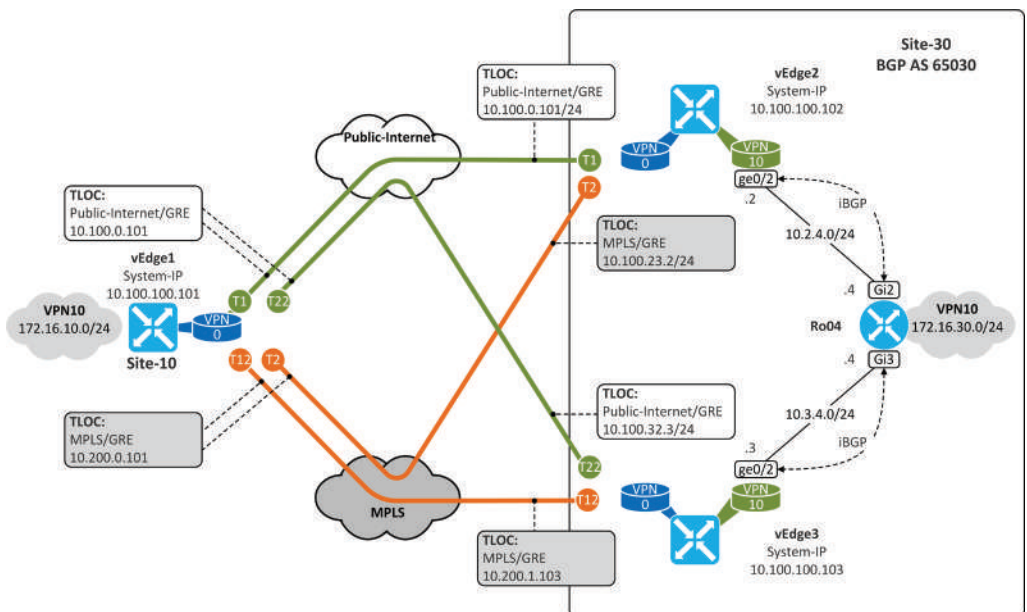 Site-30
BGP AS 65030
vEdge2
System-IP
10.100.100.102
TLOC:
Public-Internet/GRE
10.100.0.101/24
Public-Internet
VPN
0
VPN
10
T1
T2
ge0/2
.2
iBGP
TLOC:
Public-Internet/GRE
10.100.0.101
TLOC:
MPLS/GRE
10.100.23.2/24
10.2.4.0/24
vEdge1
System-IP
10.100.100.101
T1
T22
.4
Gi2
VPN10
172.16.10.0/24
VPN
0
Site-10
Ro04
VPN10
172.16.30.0/24
T12
T2
.4
Gi3
TLOC:
MPLS/GRE
10.200.0.101
TLOC:
Public-Internet/GRE
10.100.32.3/24
10.3.4.0/24
iBGP
.3
ge0/2
T22
T12
VPN
0
VPN
10
MPLS
TLOC:
MPLS/GRE
10.200.1.103
vEdge3
System-IP
10.100.100.103